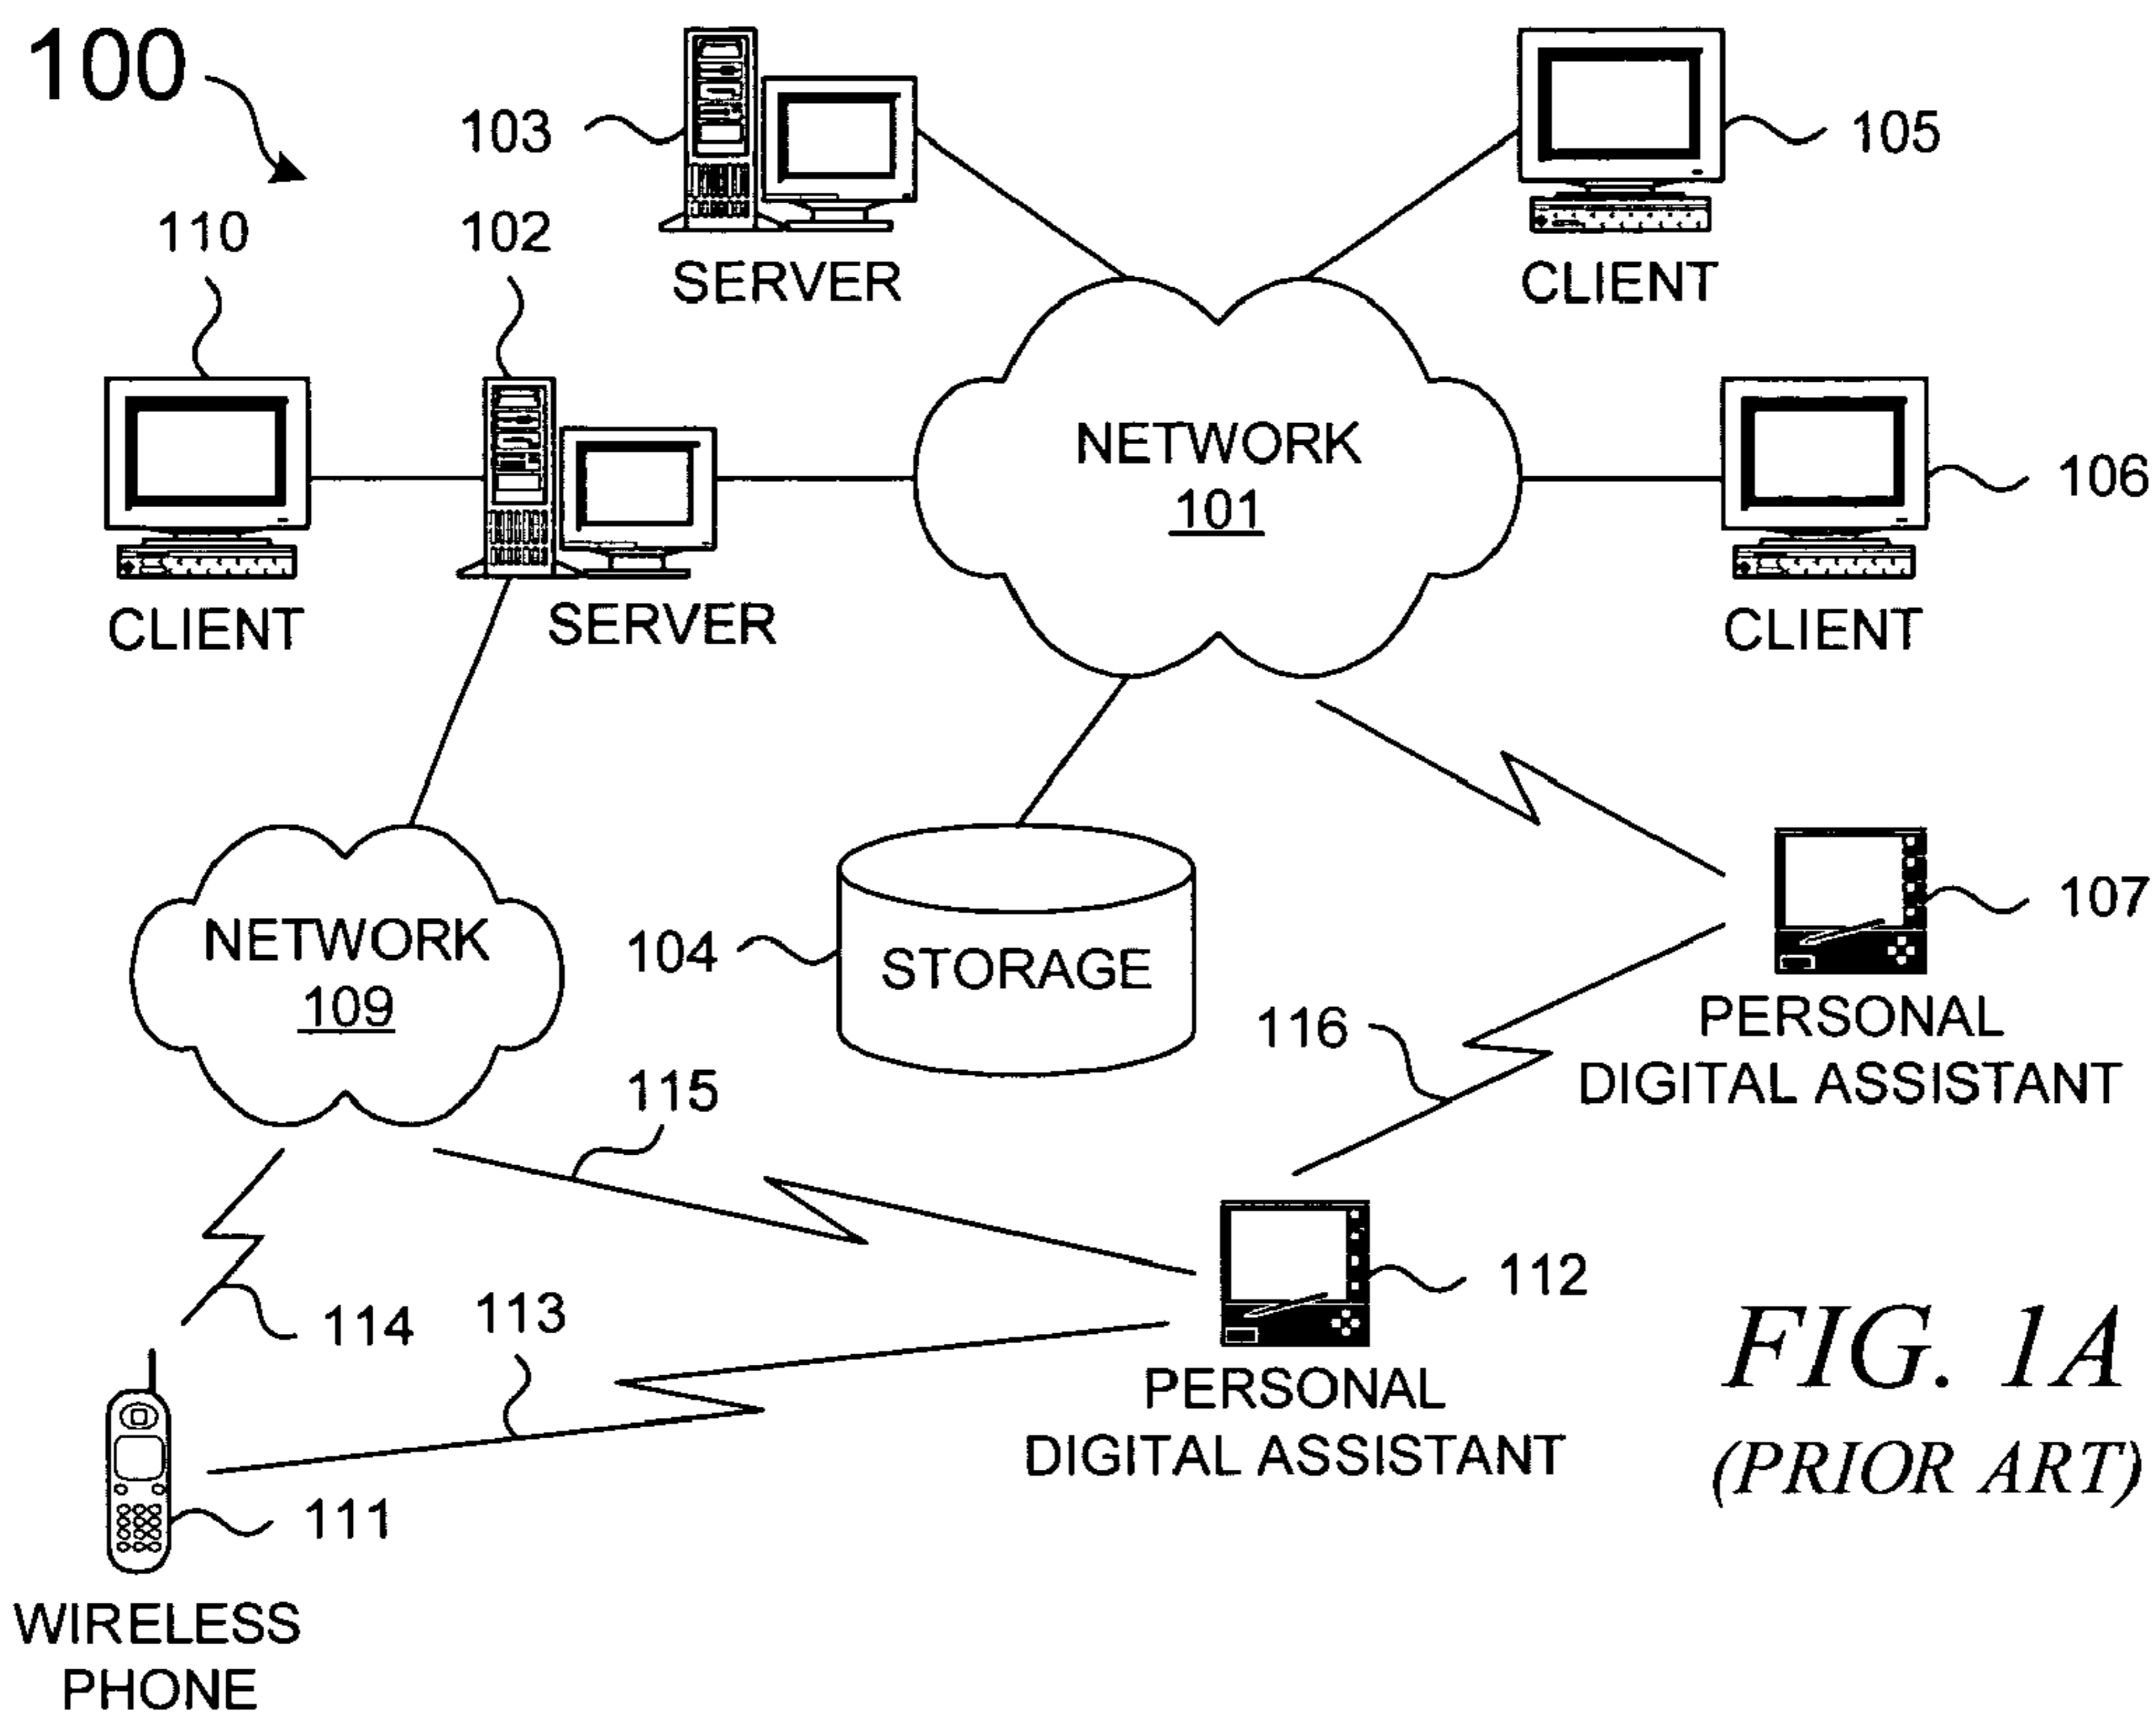 100
103
105
110
102
SERVER
CLIENT
NETWORK
101
106
CLIENT
SERVER
CLIENT
NETWORK
109
104
STORAGE
107
PERSONAL
DIGITAL ASSISTANT
116
115
114
113
112
PERSONAL
DIGITAL ASSISTANT
111
WIRELESS
PHONE
FIG. 1A
(PRIOR ART)